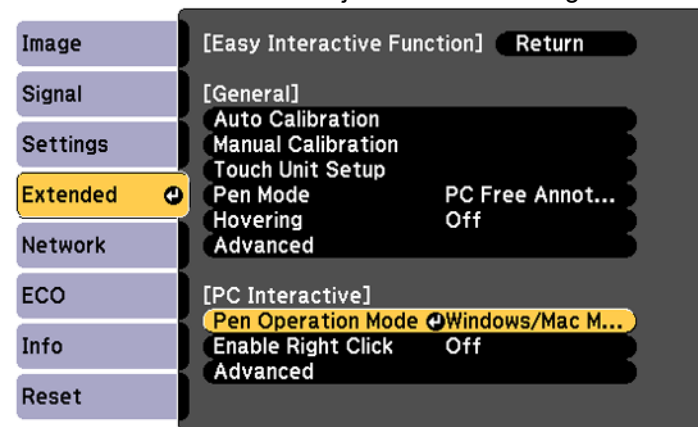 Image
Signal
Settings
Extended
Network
ECO
Info
Reset
[Easy Interactive Function] Return
[General]
Auto Calibration
Manual Calibration
Touch Unit Setup
Pen Mode PC Free Annot...
Hovering Off
Advanced
[PC Interactive]
Pen Operation Mode Windows/Mac M...
Enable Right Click Off
Advanced